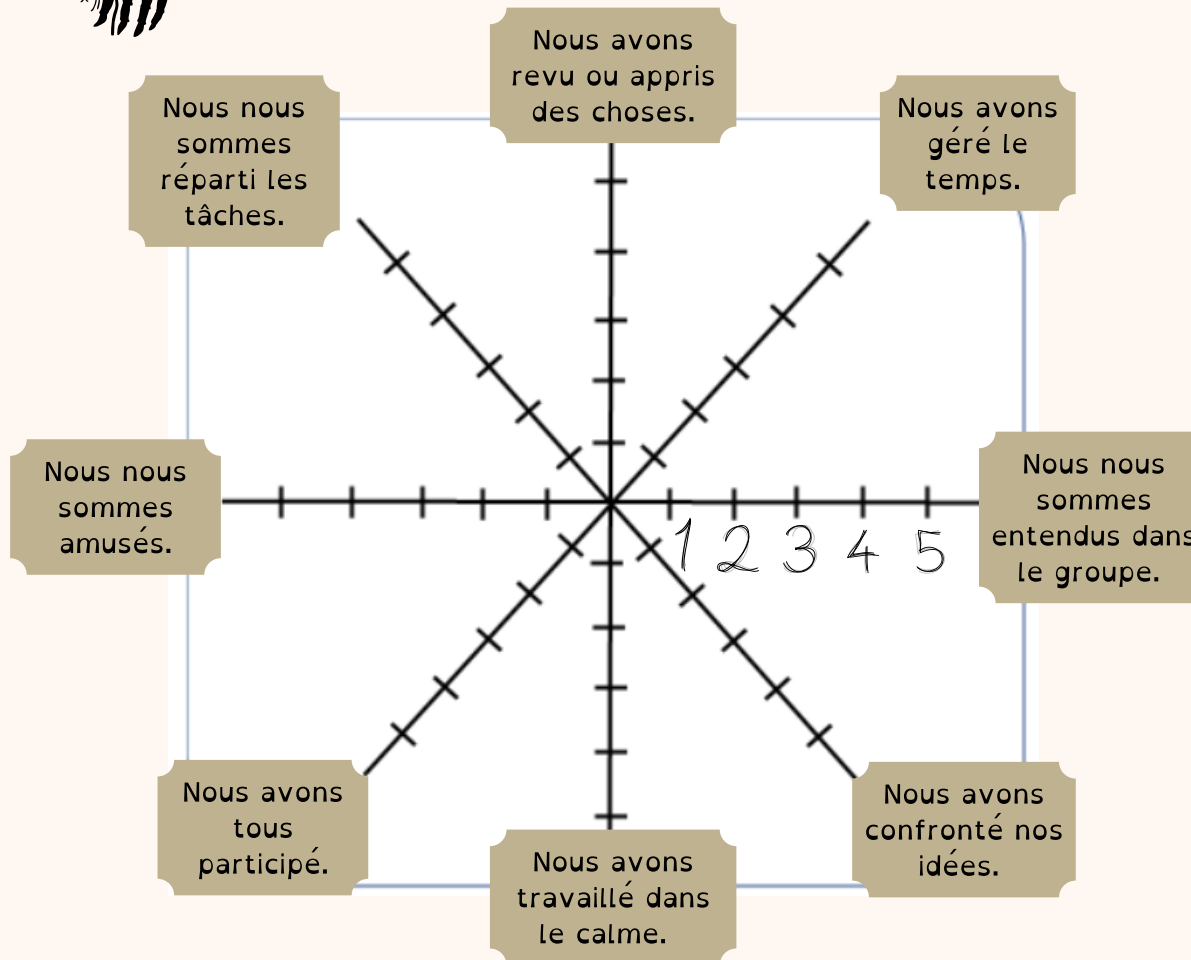 Nous avons
revu ou appris
des choses.
Nous nous
sommes
réparti les
tâches.
Nous avons
géré le
temps.
Nous nous
sommes
amusés.
Nous nous
sommes
entendus dans
le groupe.
1 2 3 4 5
Nous avons
tous
participé.
Nous avons
confronté nos
idées.
Nous avons
travaillé dans
le calme.